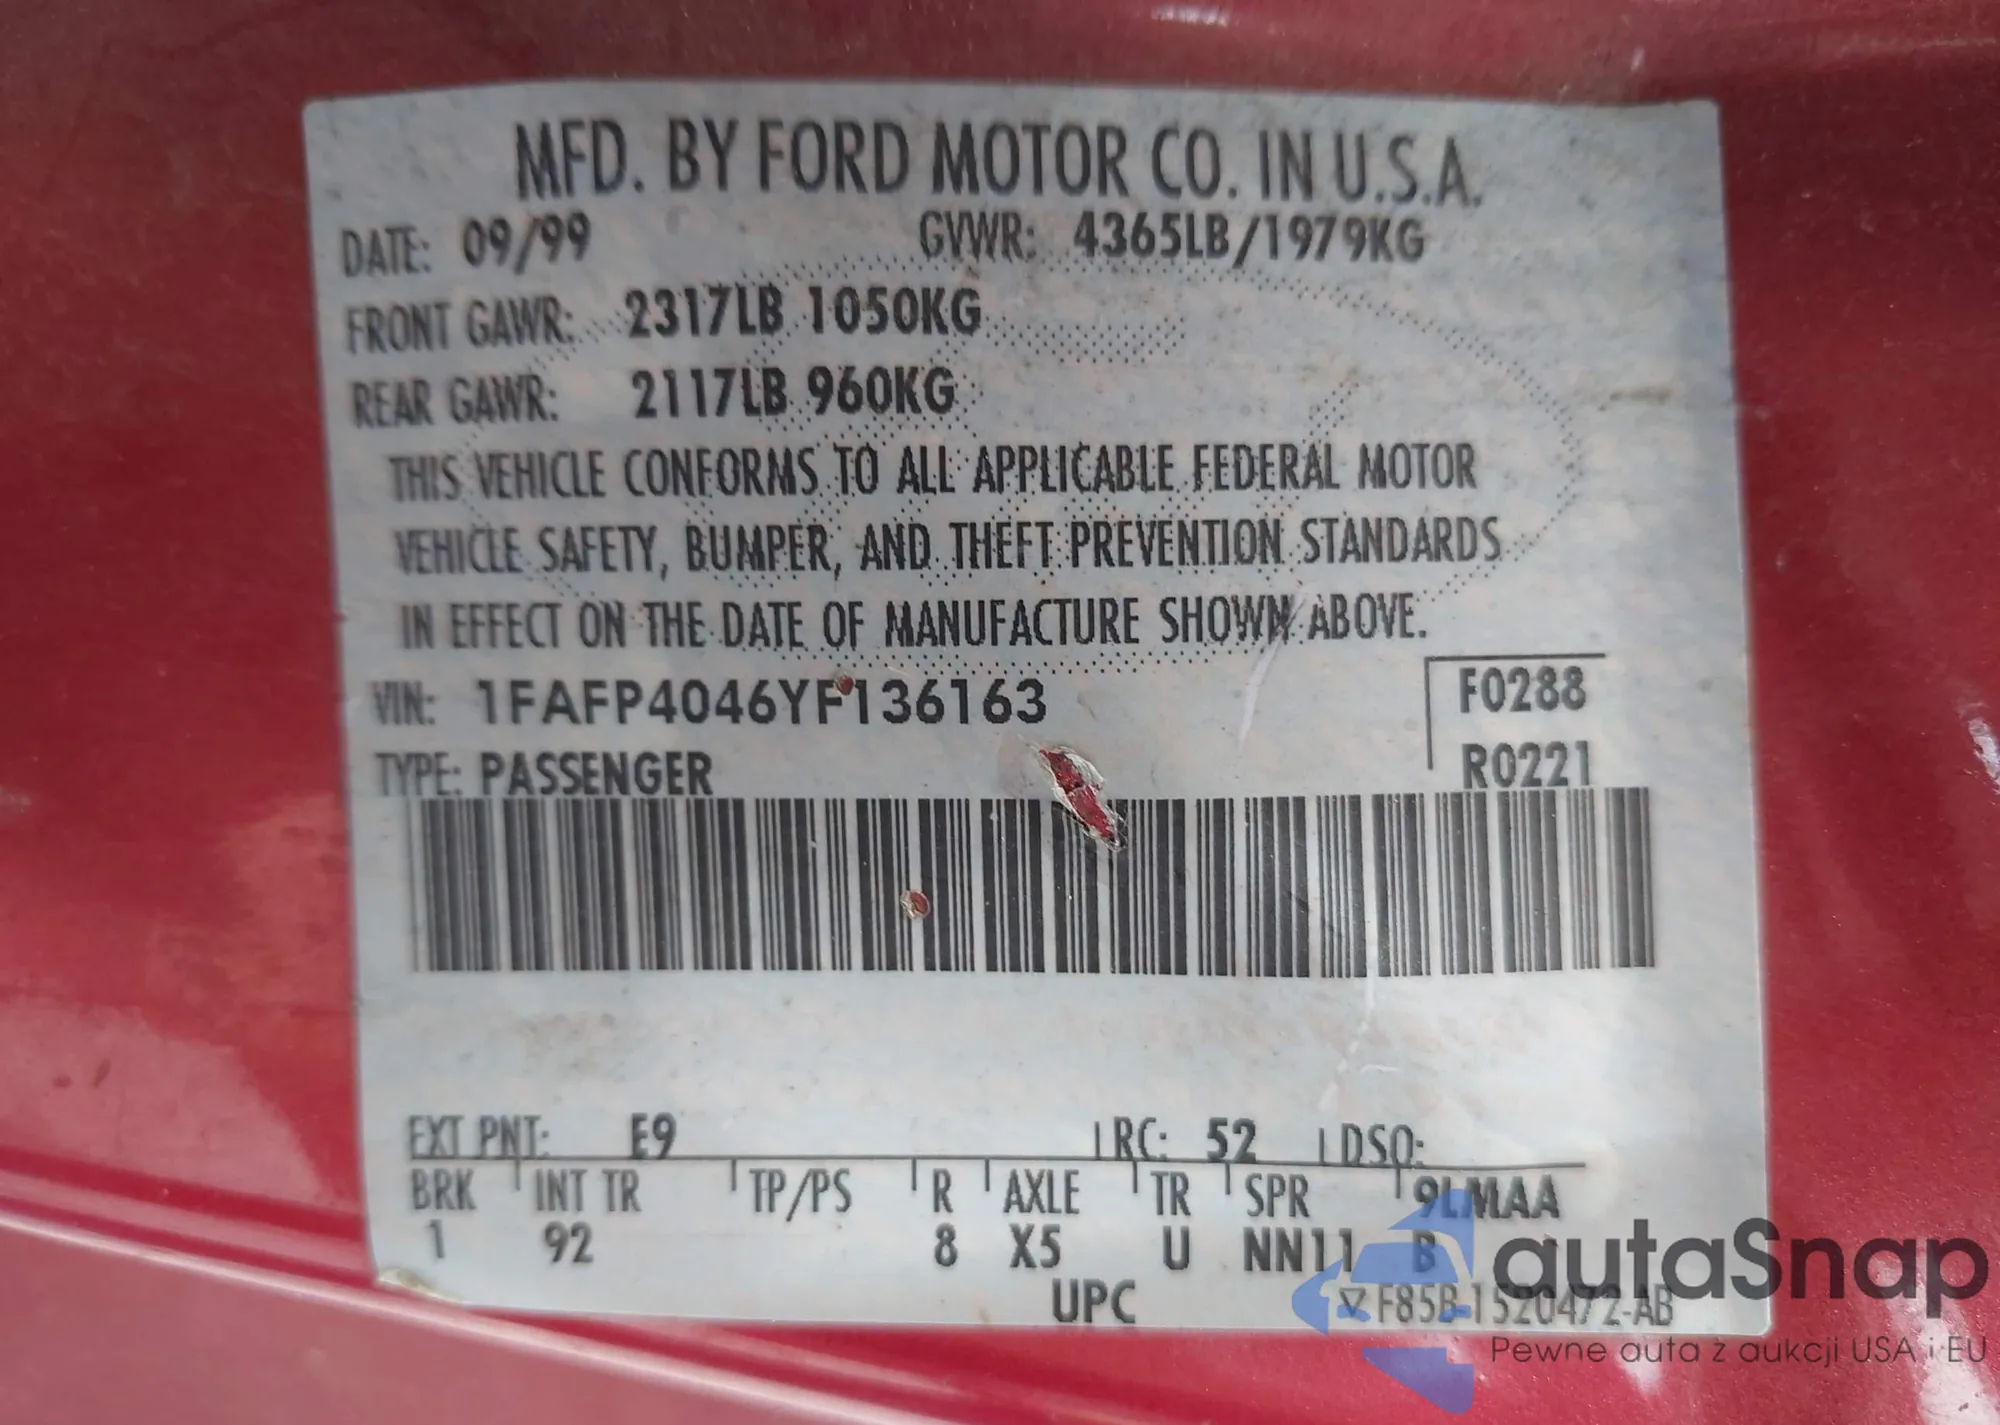 MFD. BY FORD MOTOR CO. IN U.S.A.
DATE: 09/99 GVWR: 4365LB/1979KG
FRONT GAWR: 2317LB 1050KG
REAR GAWR: 2117LB 960KG
THIS VEHICLE CONFORMS TO ALL APPLICABLE FEDERAL MOTOR
VEHICLE SAFETY, BUMPER, AND THEFT PREVENTION STANDARDS
IN EFFECT ON THE DATE OF MANUFACTURE SHOWN ABOVE.
VIN: 1FAFP4046YF136163 F0288
TYPE: PASSENGER R0221
EXT PNT: E9 RC: 52 DSO:
BRK INT TR TP/PS R AXLE TR SPR 9LMAA
1 92 8 X5 U NN11 B
UPC F85B-1520472-AB
autaSnap
Pewne auta z aukcji USA i EU